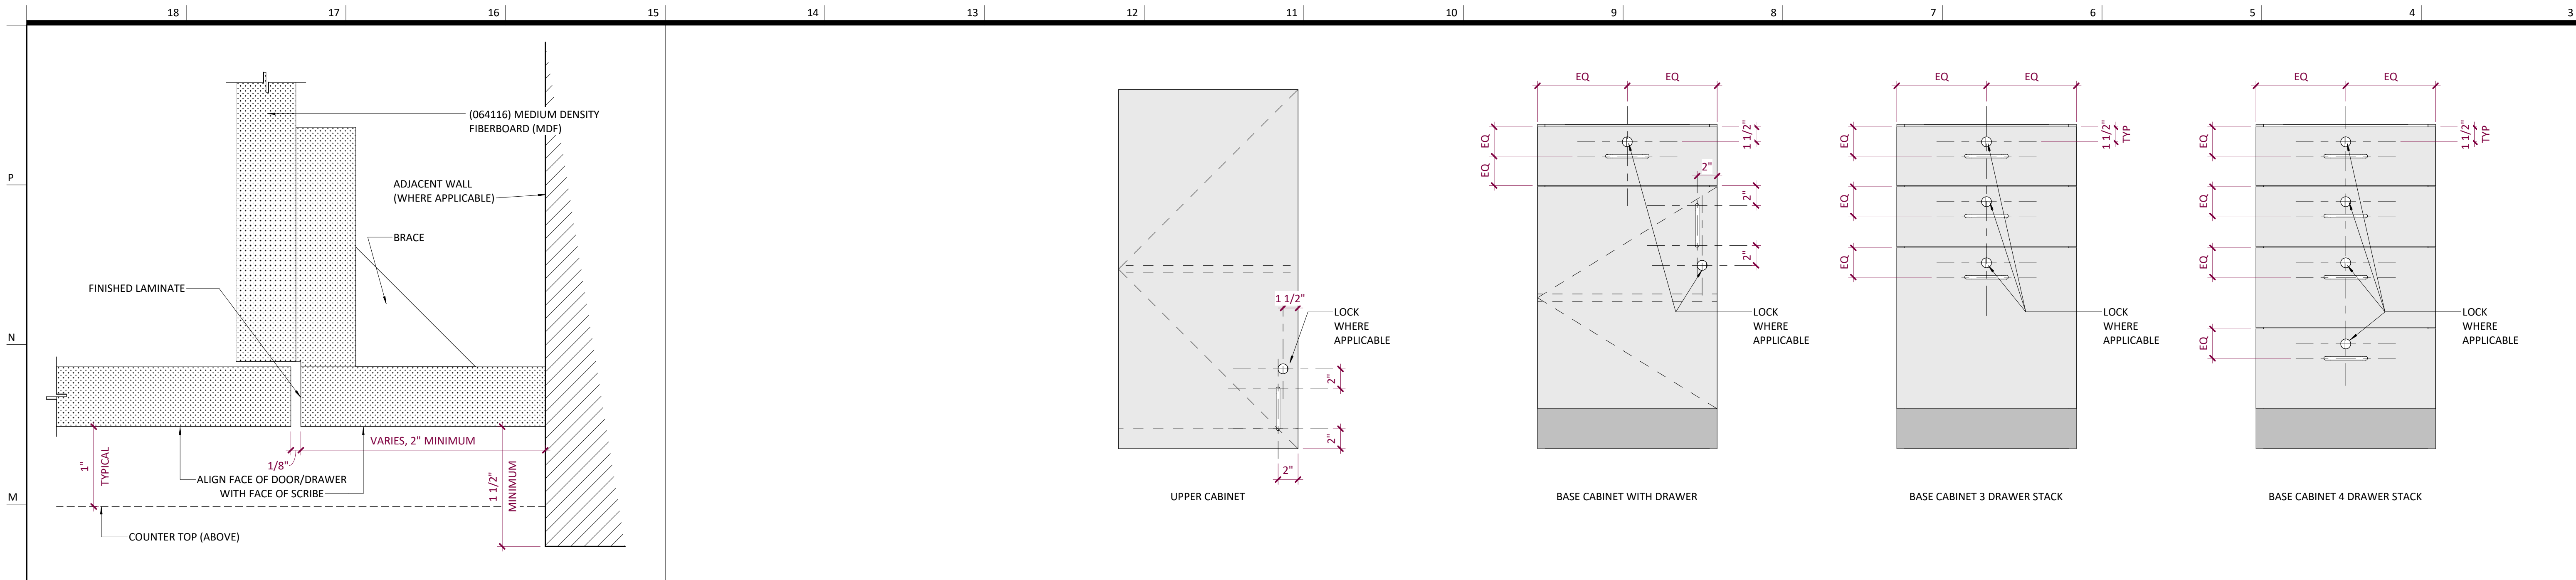 18
17
16
15
14
13
12
11
10
9
8
7
6
5
4
3
P
N
M
(064116) MEDIUM DENSITY
FIBERBOARD (MDF)
ADJACENT WALL
(WHERE APPLICABLE)
BRACE
FINISHED LAMINATE
VARIES, 2" MINIMUM
1/8"
1"
TYPICAL
ALIGN FACE OF DOOR/DRAWER
WITH FACE OF SCRIBE
1 1/2"
MINIMUM
COUNTER TOP (ABOVE)
1 1/2"
LOCK
WHERE
APPLICABLE
2"
2"
2"
UPPER CABINET
EQ
EQ
EQ
EQ
1 1/2"
2"
2"
2"
LOCK
WHERE
APPLICABLE
BASE CABINET WITH DRAWER
EQ
EQ
EQ
EQ
EQ
1 1/2"
TYP
LOCK
WHERE
APPLICABLE
BASE CABINET 3 DRAWER STACK
EQ
EQ
EQ
EQ
EQ
EQ
1 1/2"
TYP
LOCK
WHERE
APPLICABLE
BASE CABINET 4 DRAWER STACK